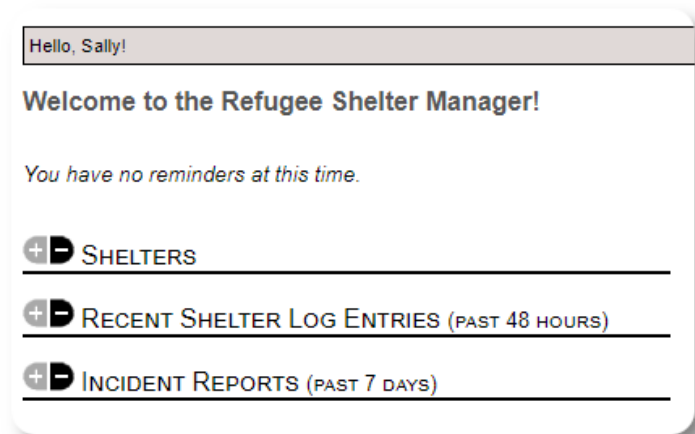 Hello, Sally!
Welcome to the Refugee Shelter Manager!
You have no reminders at this time.
Shelters
Recent Shelter Log Entries (past 48 hours)
Incident Reports (past 7 days)